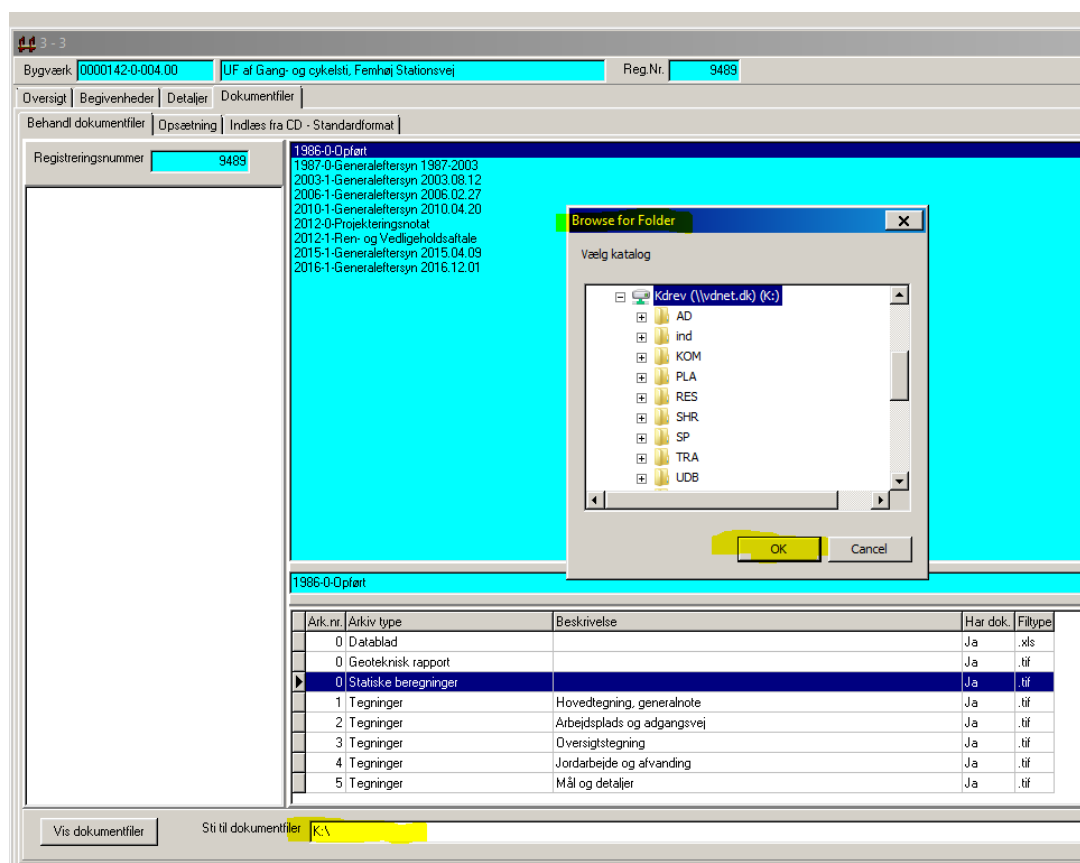 3 - 3
Bygværk 0000142-0-004.00 UF af Gang- og cykelsti, Femhøj Stationsvej Reg.Nr. 9489
Oversigt Begivenheder Detaljer Dokumentfiler
Behandl dokumentfiler Opsætning Indlæs fra CD - Standardformat
Registreringsnummer 9489
1986-0-Opført
1987-0-Generaleftersyn 1987-2003
2003-1-Generaleftersyn 2003.08.12
2006-1-Generaleftersyn 2006.02.27
2010-1-Generaleftersyn 2010.04.20
2012-0-Projekteringsnotat
2012-1-Ren- og Vedligeholdsaftale
2015-1-Generaleftersyn 2015.04.09
2016-1-Generaleftersyn 2016.12.01
Browse for Folder
Vælg katalog
Kdrev (\\vdnet.dk) (K:)
AD
ind
KOM
PLA
RES
SHR
SP
TRA
UDB
OK Cancel
1986-0-Opført
Ark.nr. Arkiv type Beskrivelse Har dok. Filtype
0 Datablad Ja .xls
0 Geoteknisk rapport Ja .tif
0 Statiske beregninger Ja .tif
1 Tegninger Hovedtegning, generalnote Ja .tif
2 Tegninger Arbejdsplads og adgangsvej Ja .tif
3 Tegninger Oversigtstegning Ja .tif
4 Tegninger Jordarbejde og afvanding Ja .tif
5 Tegninger Mål og detaljer Ja .tif
Vis dokumentfiler Sti til dokumentfiler K:\